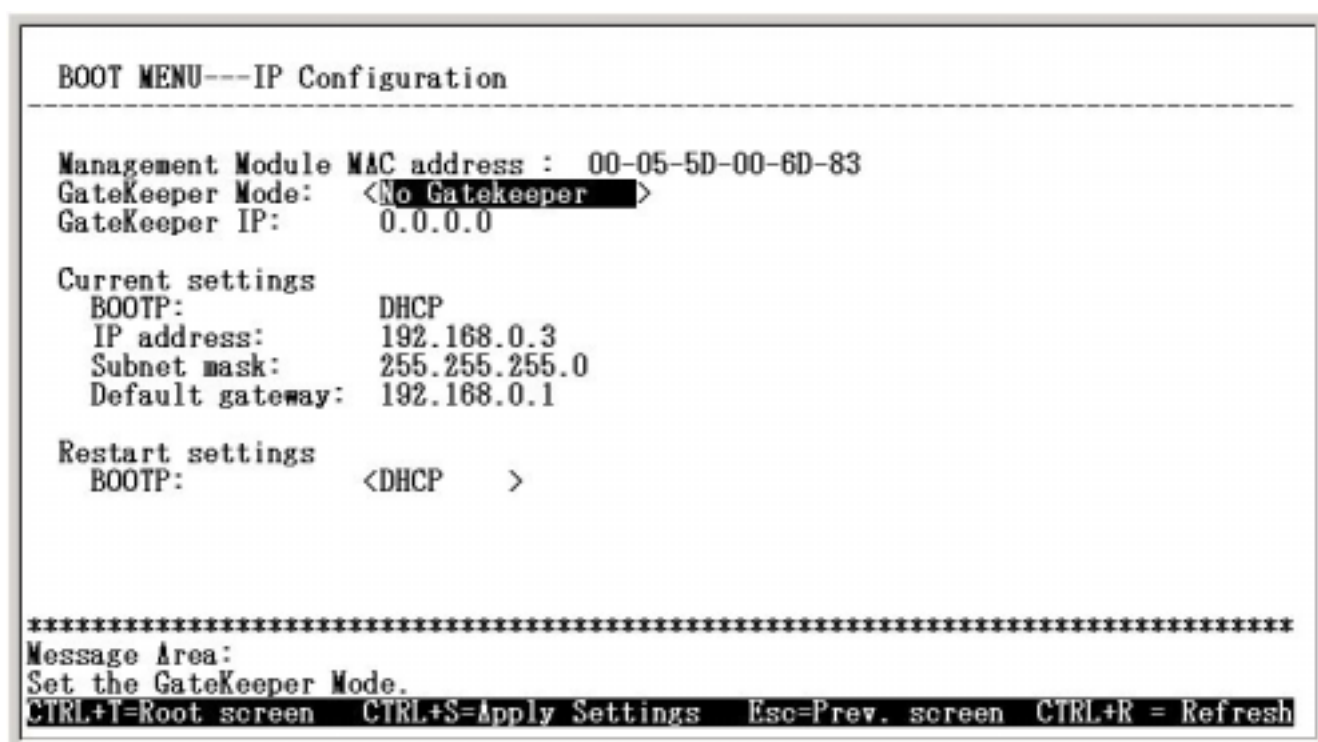 BOOT MENU---IP Configuration
--------------------------------------------------------------------------------
Management Module MAC address :  00-05-5D-00-6D-83
GateKeeper Mode:   <No Gatekeeper   >
GateKeeper IP:      0.0.0.0
Current settings
BOOTP:            DHCP
IP address:       192.168.0.3
Subnet mask:      255.255.255.0
Default gateway:  192.168.0.1
Restart settings
BOOTP:           <DHCP    >
*******************************************************************************
Message Area:
Set the GateKeeper Mode.
CTRL+T=Root screen   CTRL+S=Apply Settings   Esc=Prev. screen  CTRL+R = Refresh